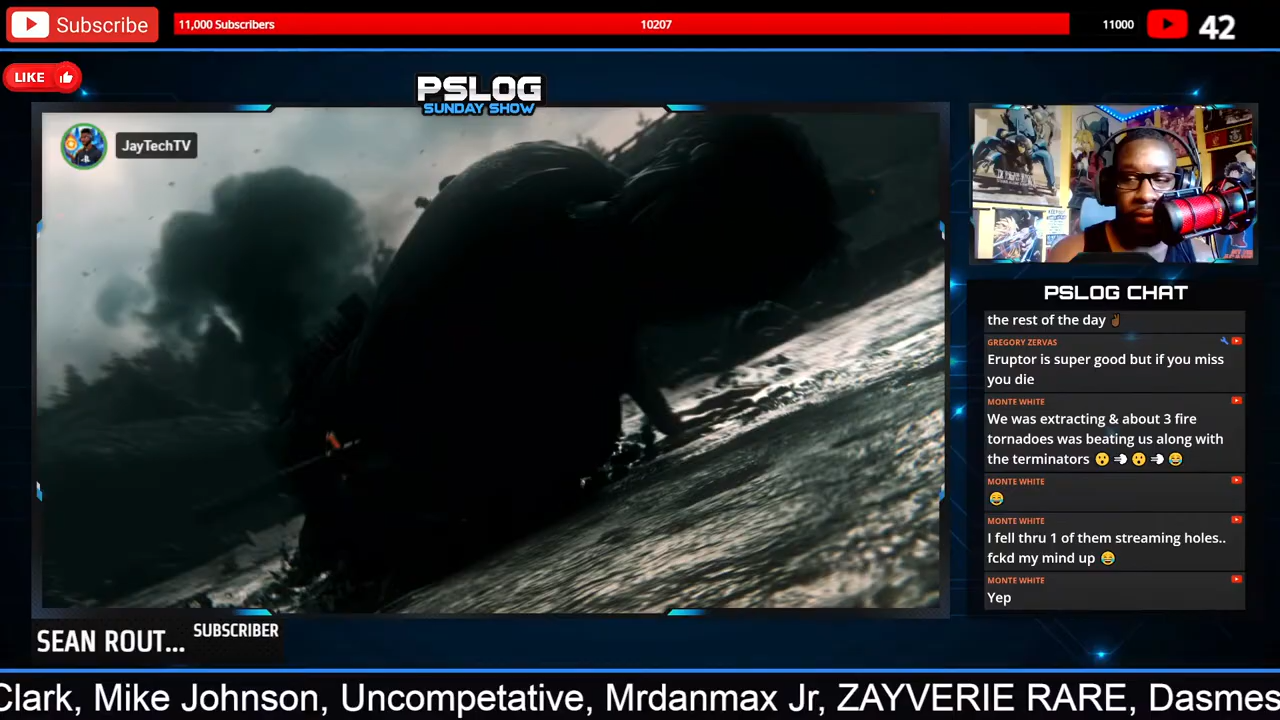 Subscribe
11,000 Subscribers
10207
11000
42
LIKE
PSLOG
SUNDAY SHOW
JayTechTV
PSLOG CHAT
the rest of the day
GREGORY ZERVAS
Eruptor is super good but if you miss
you die
MONTE WHITE
We was extracting & about 3 fire
tornadoes was beating us along with
the terminators 😮 💨 😮 💨 😂
MONTE WHITE
😂
MONTE WHITE
I fell thru 1 of them streaming holes..
fckd my mind up 😂
MONTE WHITE
Yep
SEAN ROUT...
SUBSCRIBER
Clark, Mike Johnson, Uncompetative, Mrdanmax Jr, ZAYVERIE RARE, Dasmes